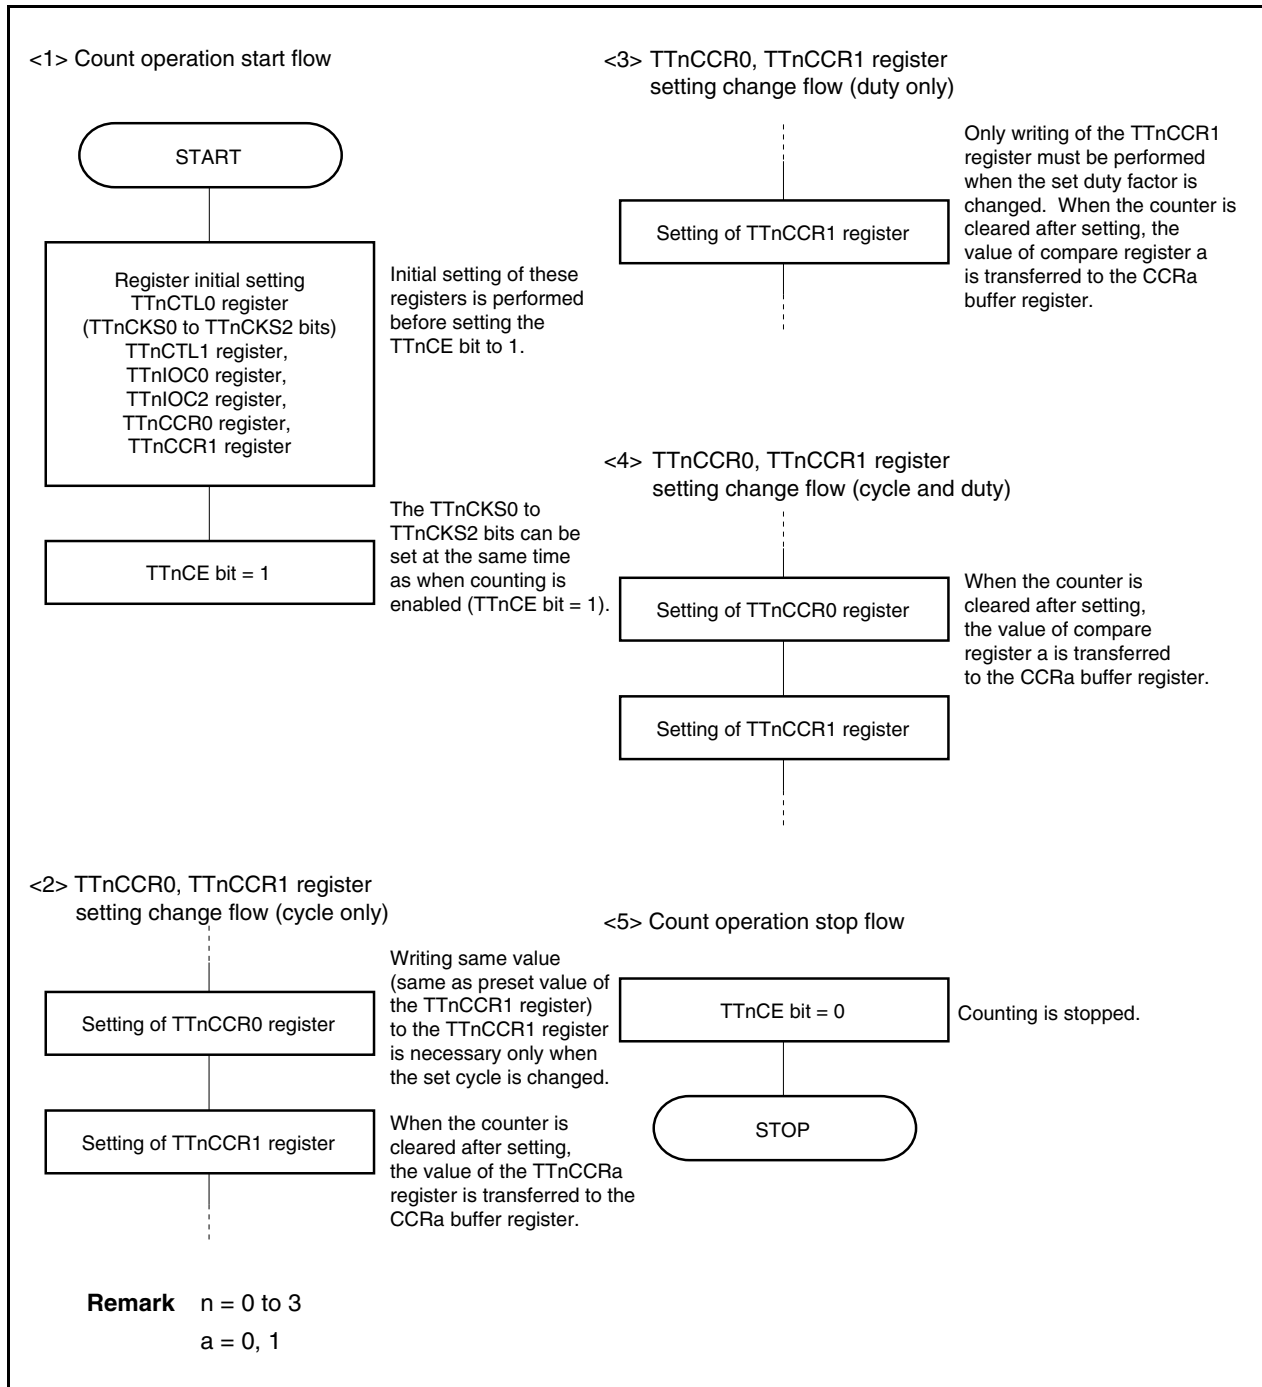 <1> Count operation start flow
START
Register initial setting
TTnCTL0 register
(TTnCKS0 to TTnCKS2 bits)
TTnCTL1 register,
TTnIOC0 register,
TTnIOC2 register,
TTnCCR0 register,
TTnCCR1 register
Initial setting of these
registers is performed
before setting the
TTnCE bit to 1.
TTnCE bit = 1
The TTnCKS0 to
TTnCKS2 bits can be
set at the same time
as when counting is
enabled (TTnCE bit = 1).
<2> TTnCCR0, TTnCCR1 register
setting change flow (cycle only)
Setting of TTnCCR0 register
Writing same value
(same as preset value of
the TTnCCR1 register)
to the TTnCCR1 register
is necessary only when
the set cycle is changed.
Setting of TTnCCR1 register
When the counter is
cleared after setting,
the value of the TTnCCRa
register is transferred to the
CCRa buffer register.
<3> TTnCCR0, TTnCCR1 register
setting change flow (duty only)
Setting of TTnCCR1 register
Only writing of the TTnCCR1
register must be performed
when the set duty factor is
changed. When the counter is
cleared after setting, the
value of compare register a
is transferred to the CCRa
buffer register.
<4> TTnCCR0, TTnCCR1 register
setting change flow (cycle and duty)
Setting of TTnCCR0 register
When the counter is
cleared after setting,
the value of compare
register a is transferred
to the CCRa buffer register.
Setting of TTnCCR1 register
<5> Count operation stop flow
TTnCE bit = 0
Counting is stopped.
STOP
Remark n = 0 to 3
a = 0, 1